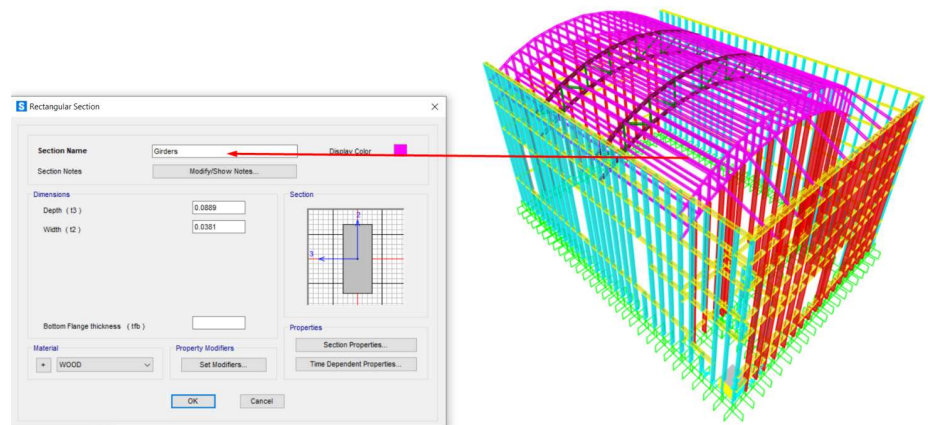 S Rectangular Section
Section Name Girders Display Color
Section Notes Modify/Show Notes...
Dimensions
Depth ( t3 ) 0.0889
Width ( t2 ) 0.0381
Bottom Flange thickness ( tfb )
Section
2
3
Properties
Section Properties...
Time Dependent Properties...
Material
+ WOOD
Property Modifiers
Set Modifiers...
OK Cancel